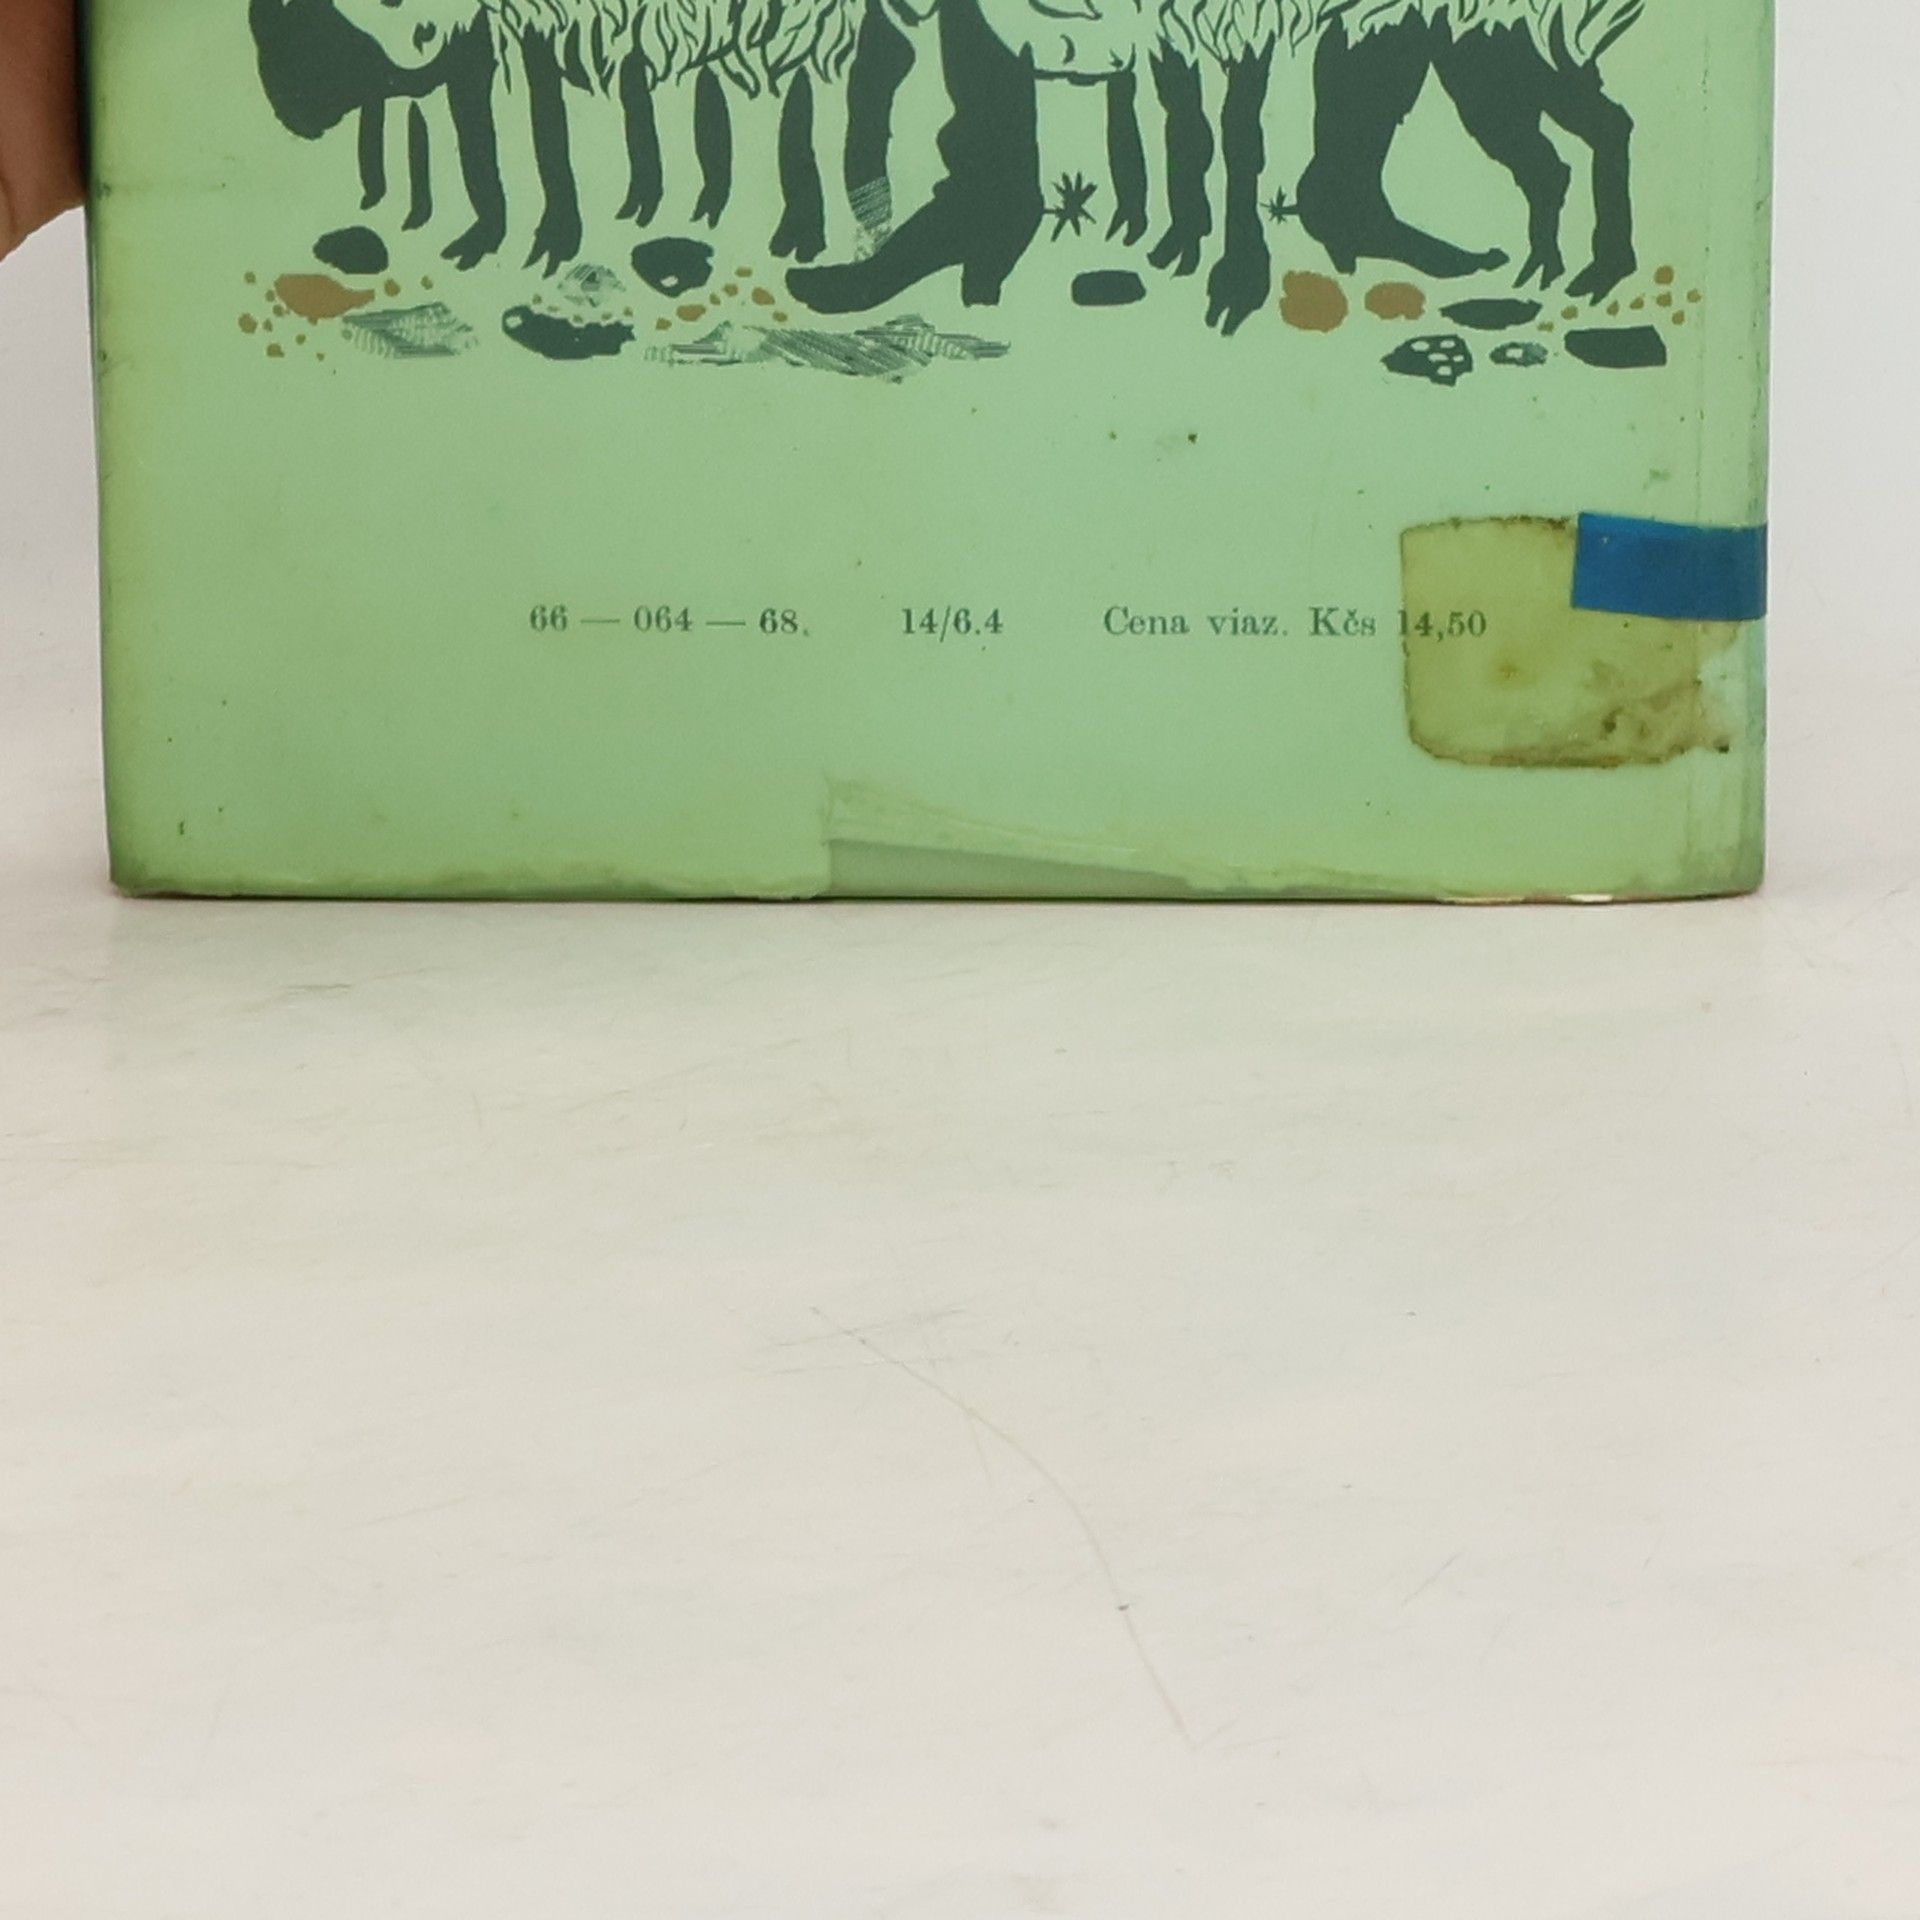 66 — 064 — 68. 14/6.4 Cena viaz. Kčs 14,50